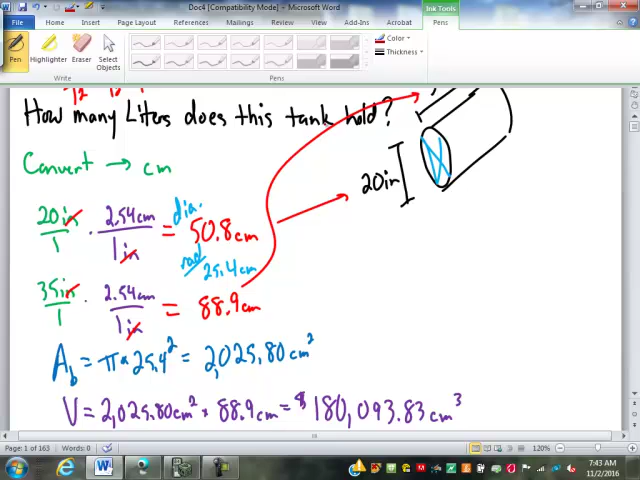 Doc4 [Compatibility Mode] - Microsoft Word
Ink Tools
File Home Insert Page Layout References Mailings Review View Add-Ins Acrobat Pens
Pen Highlighter Eraser Select Objects
Color
Thickness
Write Pens
How many Liters does this tank hold?
Convert → cm
20in
20in/1 · 2.54cm/1in = 50.8cm
dia.
rad
25.4cm
35in/1 · 2.54cm/1in = 88.9cm
A_b = π · 25.4² = 2,025.80 cm²
V = 2,025.80cm² · 88.9cm = 180,093.83 cm³
Page: 1 of 163 Words: 0 120%
7:43 AM
11/2/2016